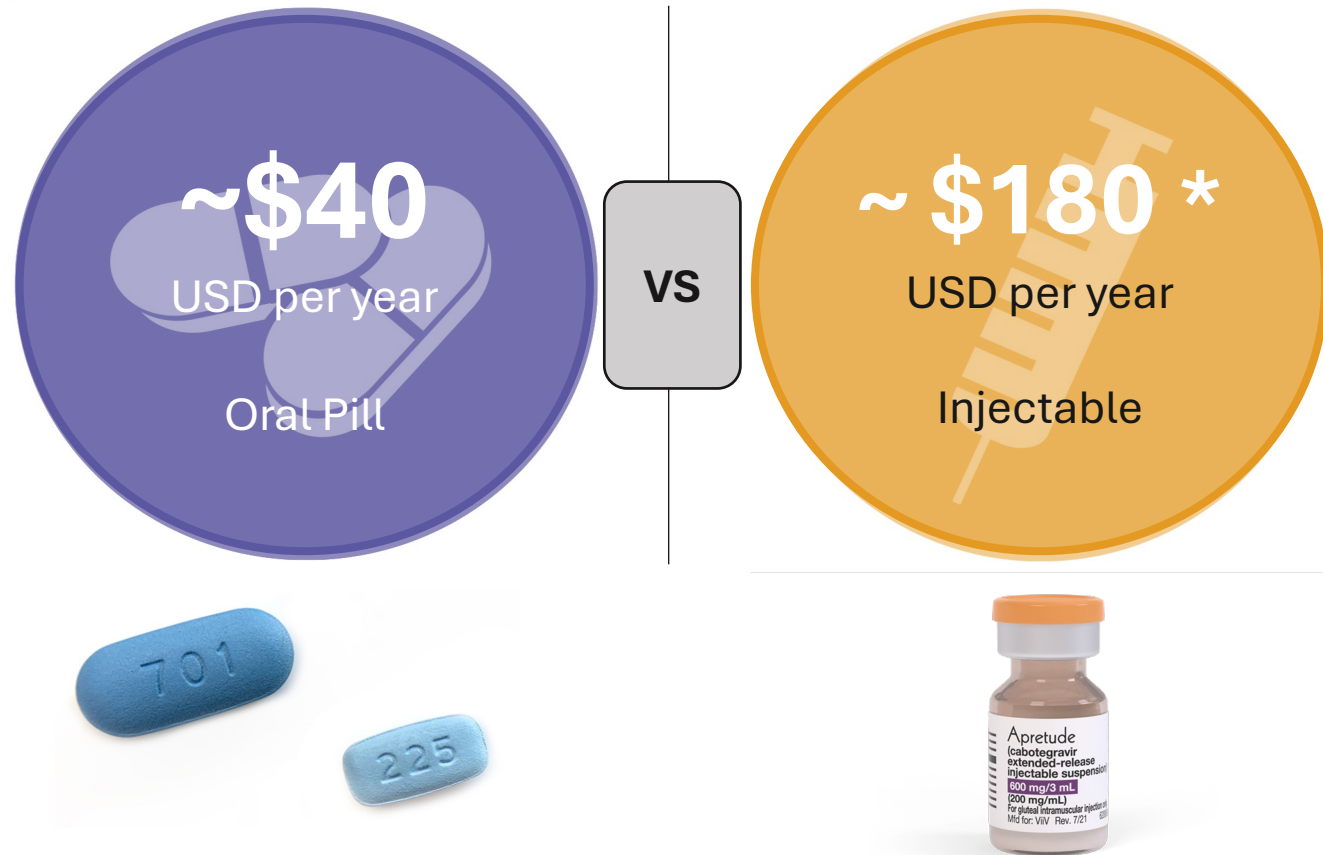 ~$40
USD per year
Oral Pill
VS
~ $180 *
USD per year
Injectable
701
225
Apretude
(cabotegravir
extended-release
injectable suspension)
600 mg/3 mL
(200 mg/mL)
For gluteal intramuscular injection
Mfd for: ViiV Rev. 7/21